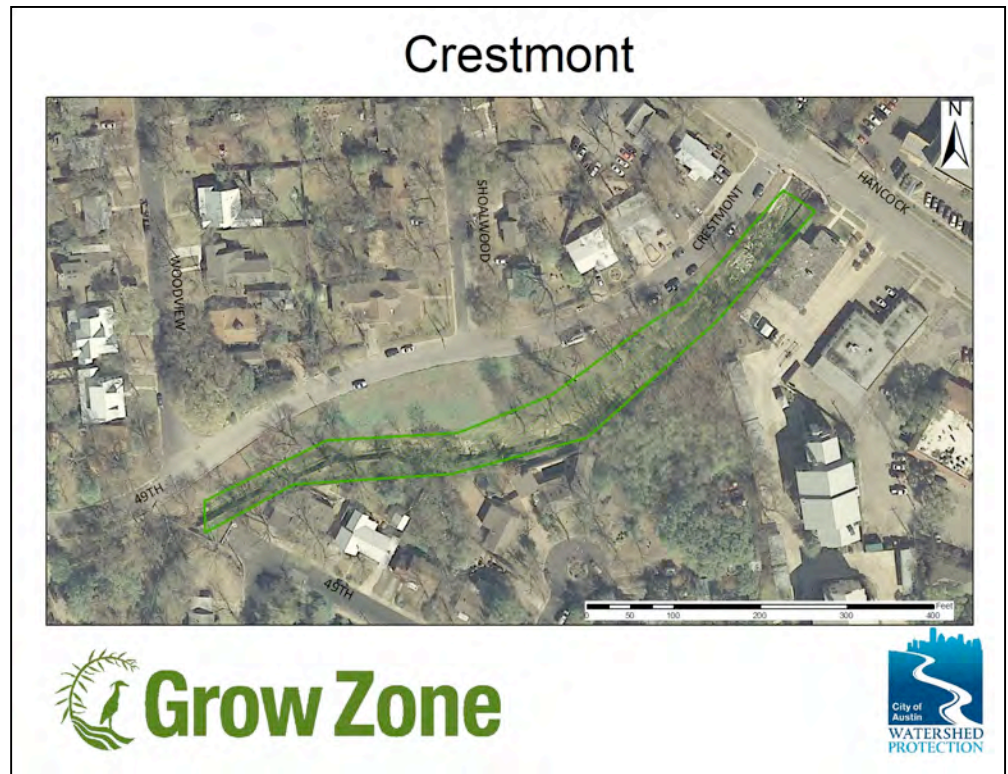 Crestmont
N
HANCOCK
CRESTMONT
SHOALWOOD
WOODVIEW
49TH
49TH
Feet
0 50 100 200 300 400
Grow Zone
City of
Austin
WATERSHED
PROTECTION